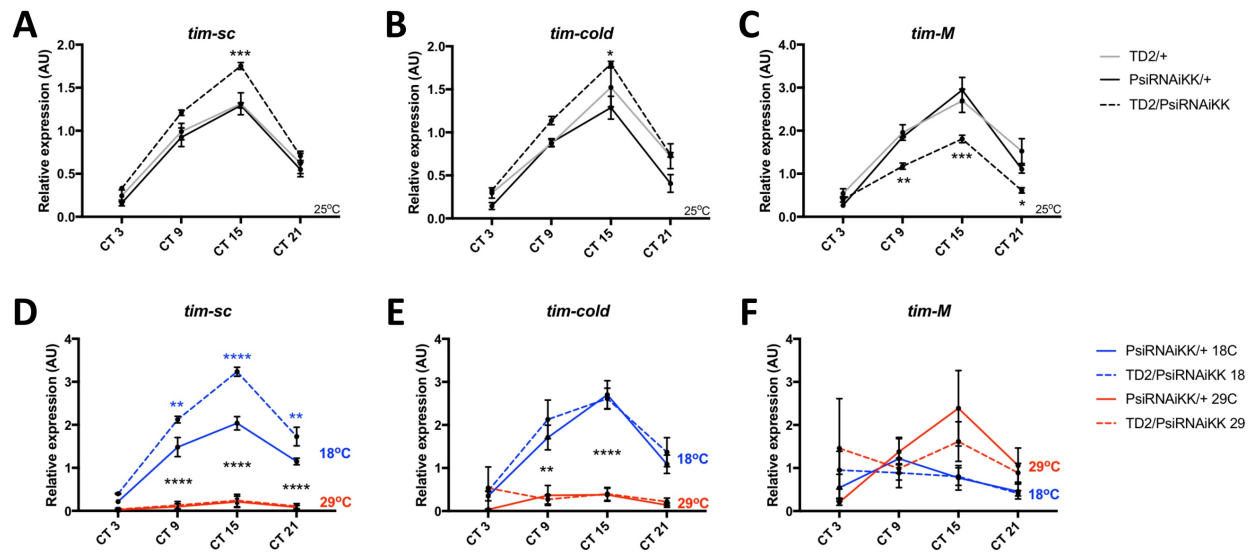 A
tim-sc
Relative expression (AU)
2.0
1.5
1.0
0.5
0.0
***
25°C
CT 3
CT 9
CT 15
CT 21
B
tim-cold
Relative expression (AU)
2.0
1.5
1.0
0.5
0.0
*
25°C
CT 3
CT 9
CT 15
CT 21
C
tim-M
Relative expression (AU)
4.0
3.0
2.0
1.0
0.0
**
***
*
25°C
CT 3
CT 9
CT 15
CT 21
TD2/+
PsiRNAiKK/+
TD2/PsiRNAiKK
D
tim-sc
Relative expression (AU)
4
3
2
1
0
****
**
**
18°C
****
****
****
29°C
CT 3
CT 9
CT 15
CT 21
E
tim-cold
Relative expression (AU)
4
3
2
1
0
18°C
**
****
29°C
CT 3
CT 9
CT 15
CT 21
F
tim-M
Relative expression (AU)
4
3
2
1
0
29°C
18°C
CT 3
CT 9
CT 15
CT 21
PsiRNAiKK/+ 18C
TD2/PsiRNAiKK 18
PsiRNAiKK/+ 29C
TD2/PsiRNAiKK 29